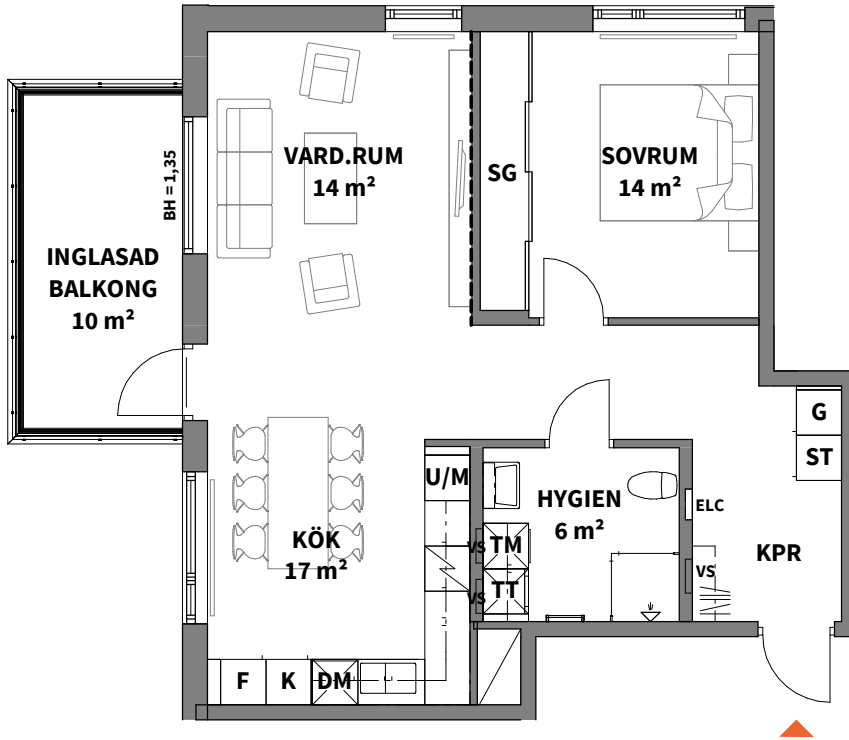 VARD.RUM
14 m²
SG
SOVRUM
14 m²
BH = 1,35
INGLASAD
BALKONG
10 m²
G
ST
U/M
HYGIEN
6 m²
ELC
KÖK
17 m²
VS
TM
VS
TT
VS
KPR
F
K
DM